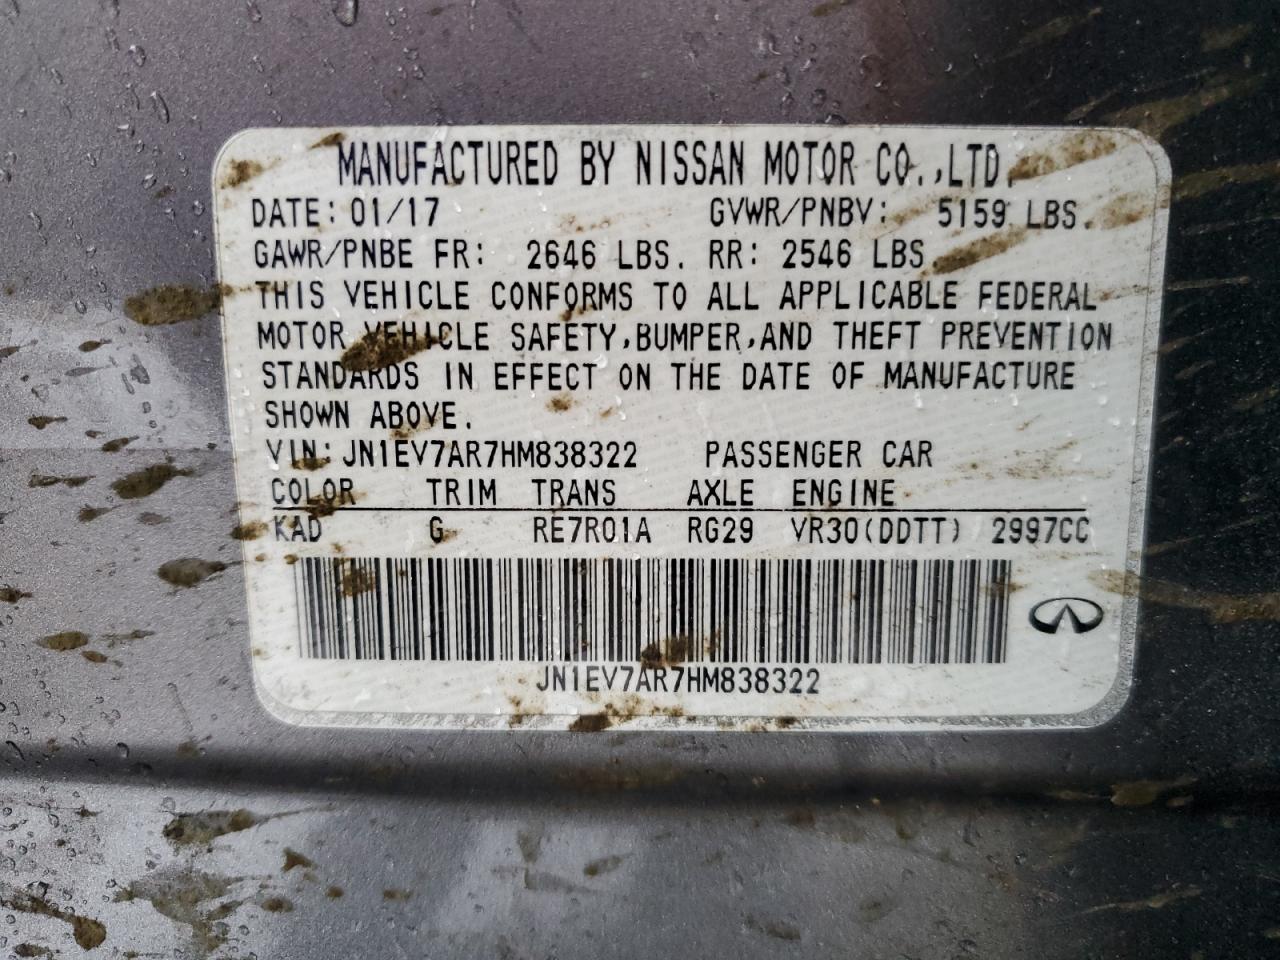 MANUFACTURED BY NISSAN MOTOR CO.,LTD.
DATE: 01/17 GVWR/PNBV: 5159 LBS.
GAWR/PNBE FR: 2646 LBS. RR: 2546 LBS
THIS VEHICLE CONFORMS TO ALL APPLICABLE FEDERAL
MOTOR VEHICLE SAFETY,BUMPER,AND THEFT PREVENTION
STANDARDS IN EFFECT ON THE DATE OF MANUFACTURE
SHOWN ABOVE.
VIN: JN1EV7AR7HM838322 PASSENGER CAR
COLOR TRIM TRANS AXLE ENGINE
KAD G RE7R01A RG29 VR30(DDTT) 2997CC
JN1EV7AR7HM838322